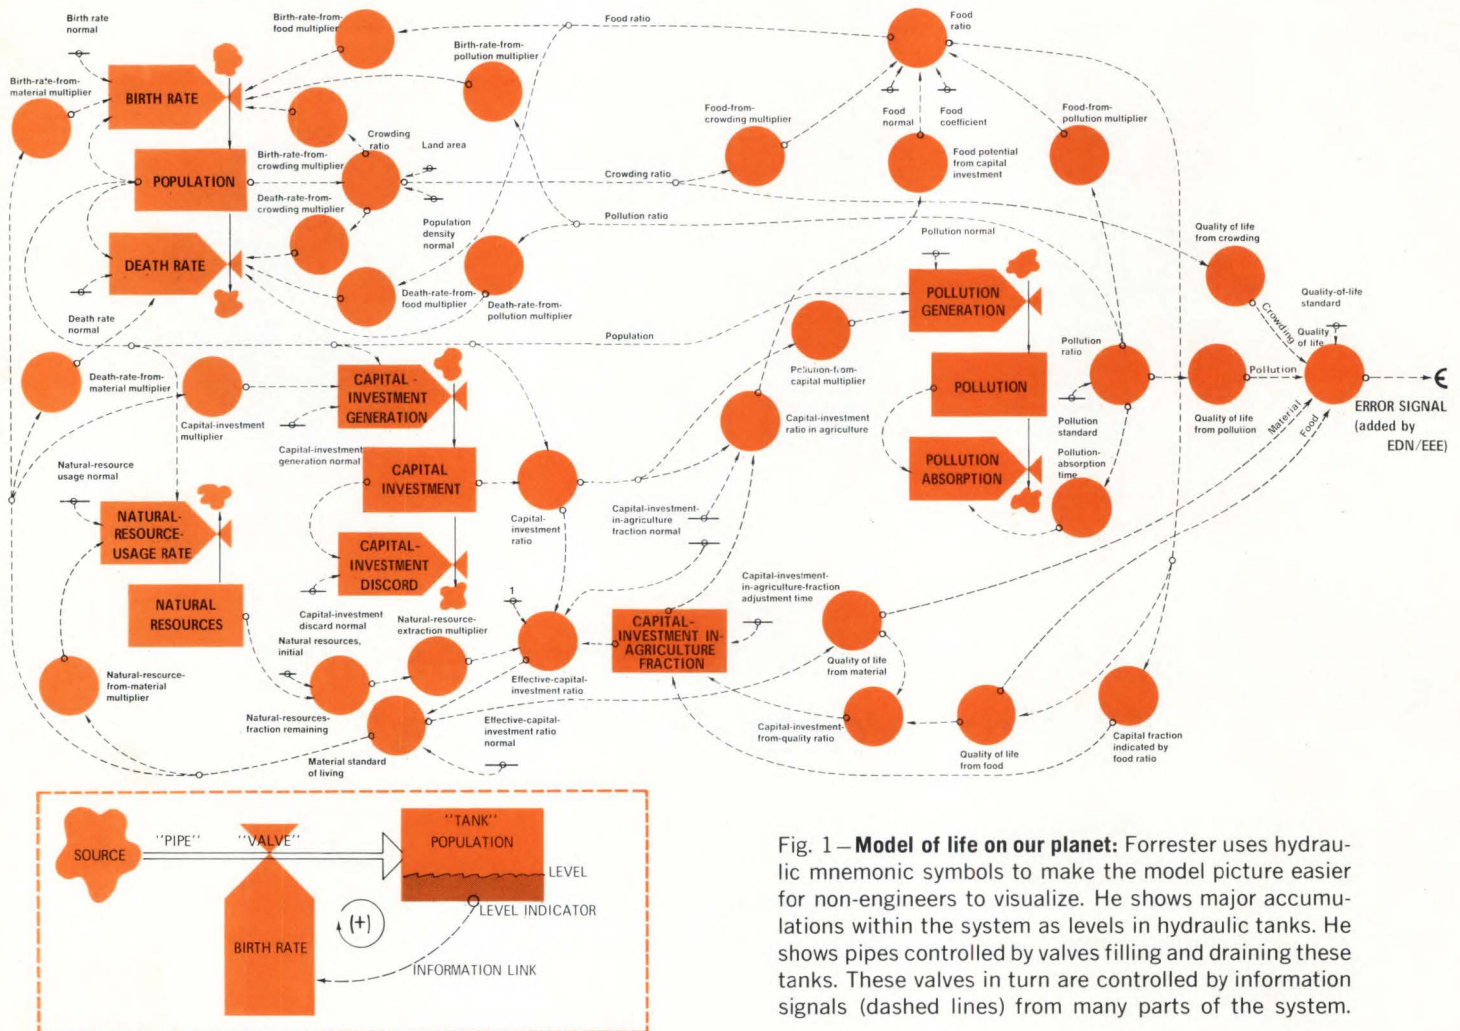 Birth rate
normal
Birth-rate-from-
food multiplier
Food ratio
Food
ratio
Birth-rate-from-
pollution multiplier
Birth-rate-from-
material multiplier
BIRTH RATE
Food-from-
crowding multiplier
Food
normal
Food
coefficient
Food-from-
pollution multiplier
Crowding
ratio
Land area
Birth-rate-from-
crowding multiplier
Food potential
from capital
investment
POPULATION
Crowding ratio
Death-rate-from-
crowding multiplier
Population
density
normal
Pollution ratio
Pollution normal
Quality of life
from crowding
DEATH RATE
Death-rate-from-
food multiplier
Death-rate-from-
pollution multiplier
POLLUTION
GENERATION
Quality-of-life
standard
Death rate
normal
Population
Crowding
Quality
of life
Pollution
ratio
Death-rate-from-
material multiplier
CAPITAL -
INVESTMENT
GENERATION
Pollution-from-
capital multiplier
POLLUTION
Pollution
ϵ
ERROR SIGNAL
(added by
EDN/EEE)
Capital-investment
multiplier
Capital-investment
ratio in agriculture
Pollution
standard
Quality of life
from pollution
Material
Food
Capital-investment
generation normal
CAPITAL
INVESTMENT
POLLUTION
ABSORPTION
Pollution-
absorption
time
Natural-resource
usage normal
NATURAL-
RESOURCE-
USAGE RATE
Capital-
investment
ratio
Capital-investment-
in-agriculture
fraction normal
CAPITAL-
INVESTMENT
DISCORD
NATURAL
RESOURCES
Capital-investment
discard normal
Natural-resource-
extraction multiplier
1
CAPITAL-
INVESTMENT IN-
AGRICULTURE
FRACTION
Capital-investment-
in-agriculture-fraction
adjustment time
Natural resources,
initial
Quality of life
from material
Natural-resource-
from-material
multiplier
Effective-capital-
investment ratio
Natural-resources-
fraction remaining
Effective-capital-
investment ratio
normal
Capital-investment-
from-quality ratio
Quality of life
from food
Capital fraction
indicated by
food ratio
Material standard
of living
SOURCE
"PIPE"
"VALVE"
"TANK"
POPULATION
LEVEL
LEVEL INDICATOR
(+)
BIRTH RATE
INFORMATION LINK
Fig. 1—Model of life on our planet: Forrester uses hydrau-
lic mnemonic symbols to make the model picture easier
for non-engineers to visualize. He shows major accumu-
lations within the system as levels in hydraulic tanks. He
shows pipes controlled by valves filling and draining these
tanks. These valves in turn are controlled by information
signals (dashed lines) from many parts of the system.